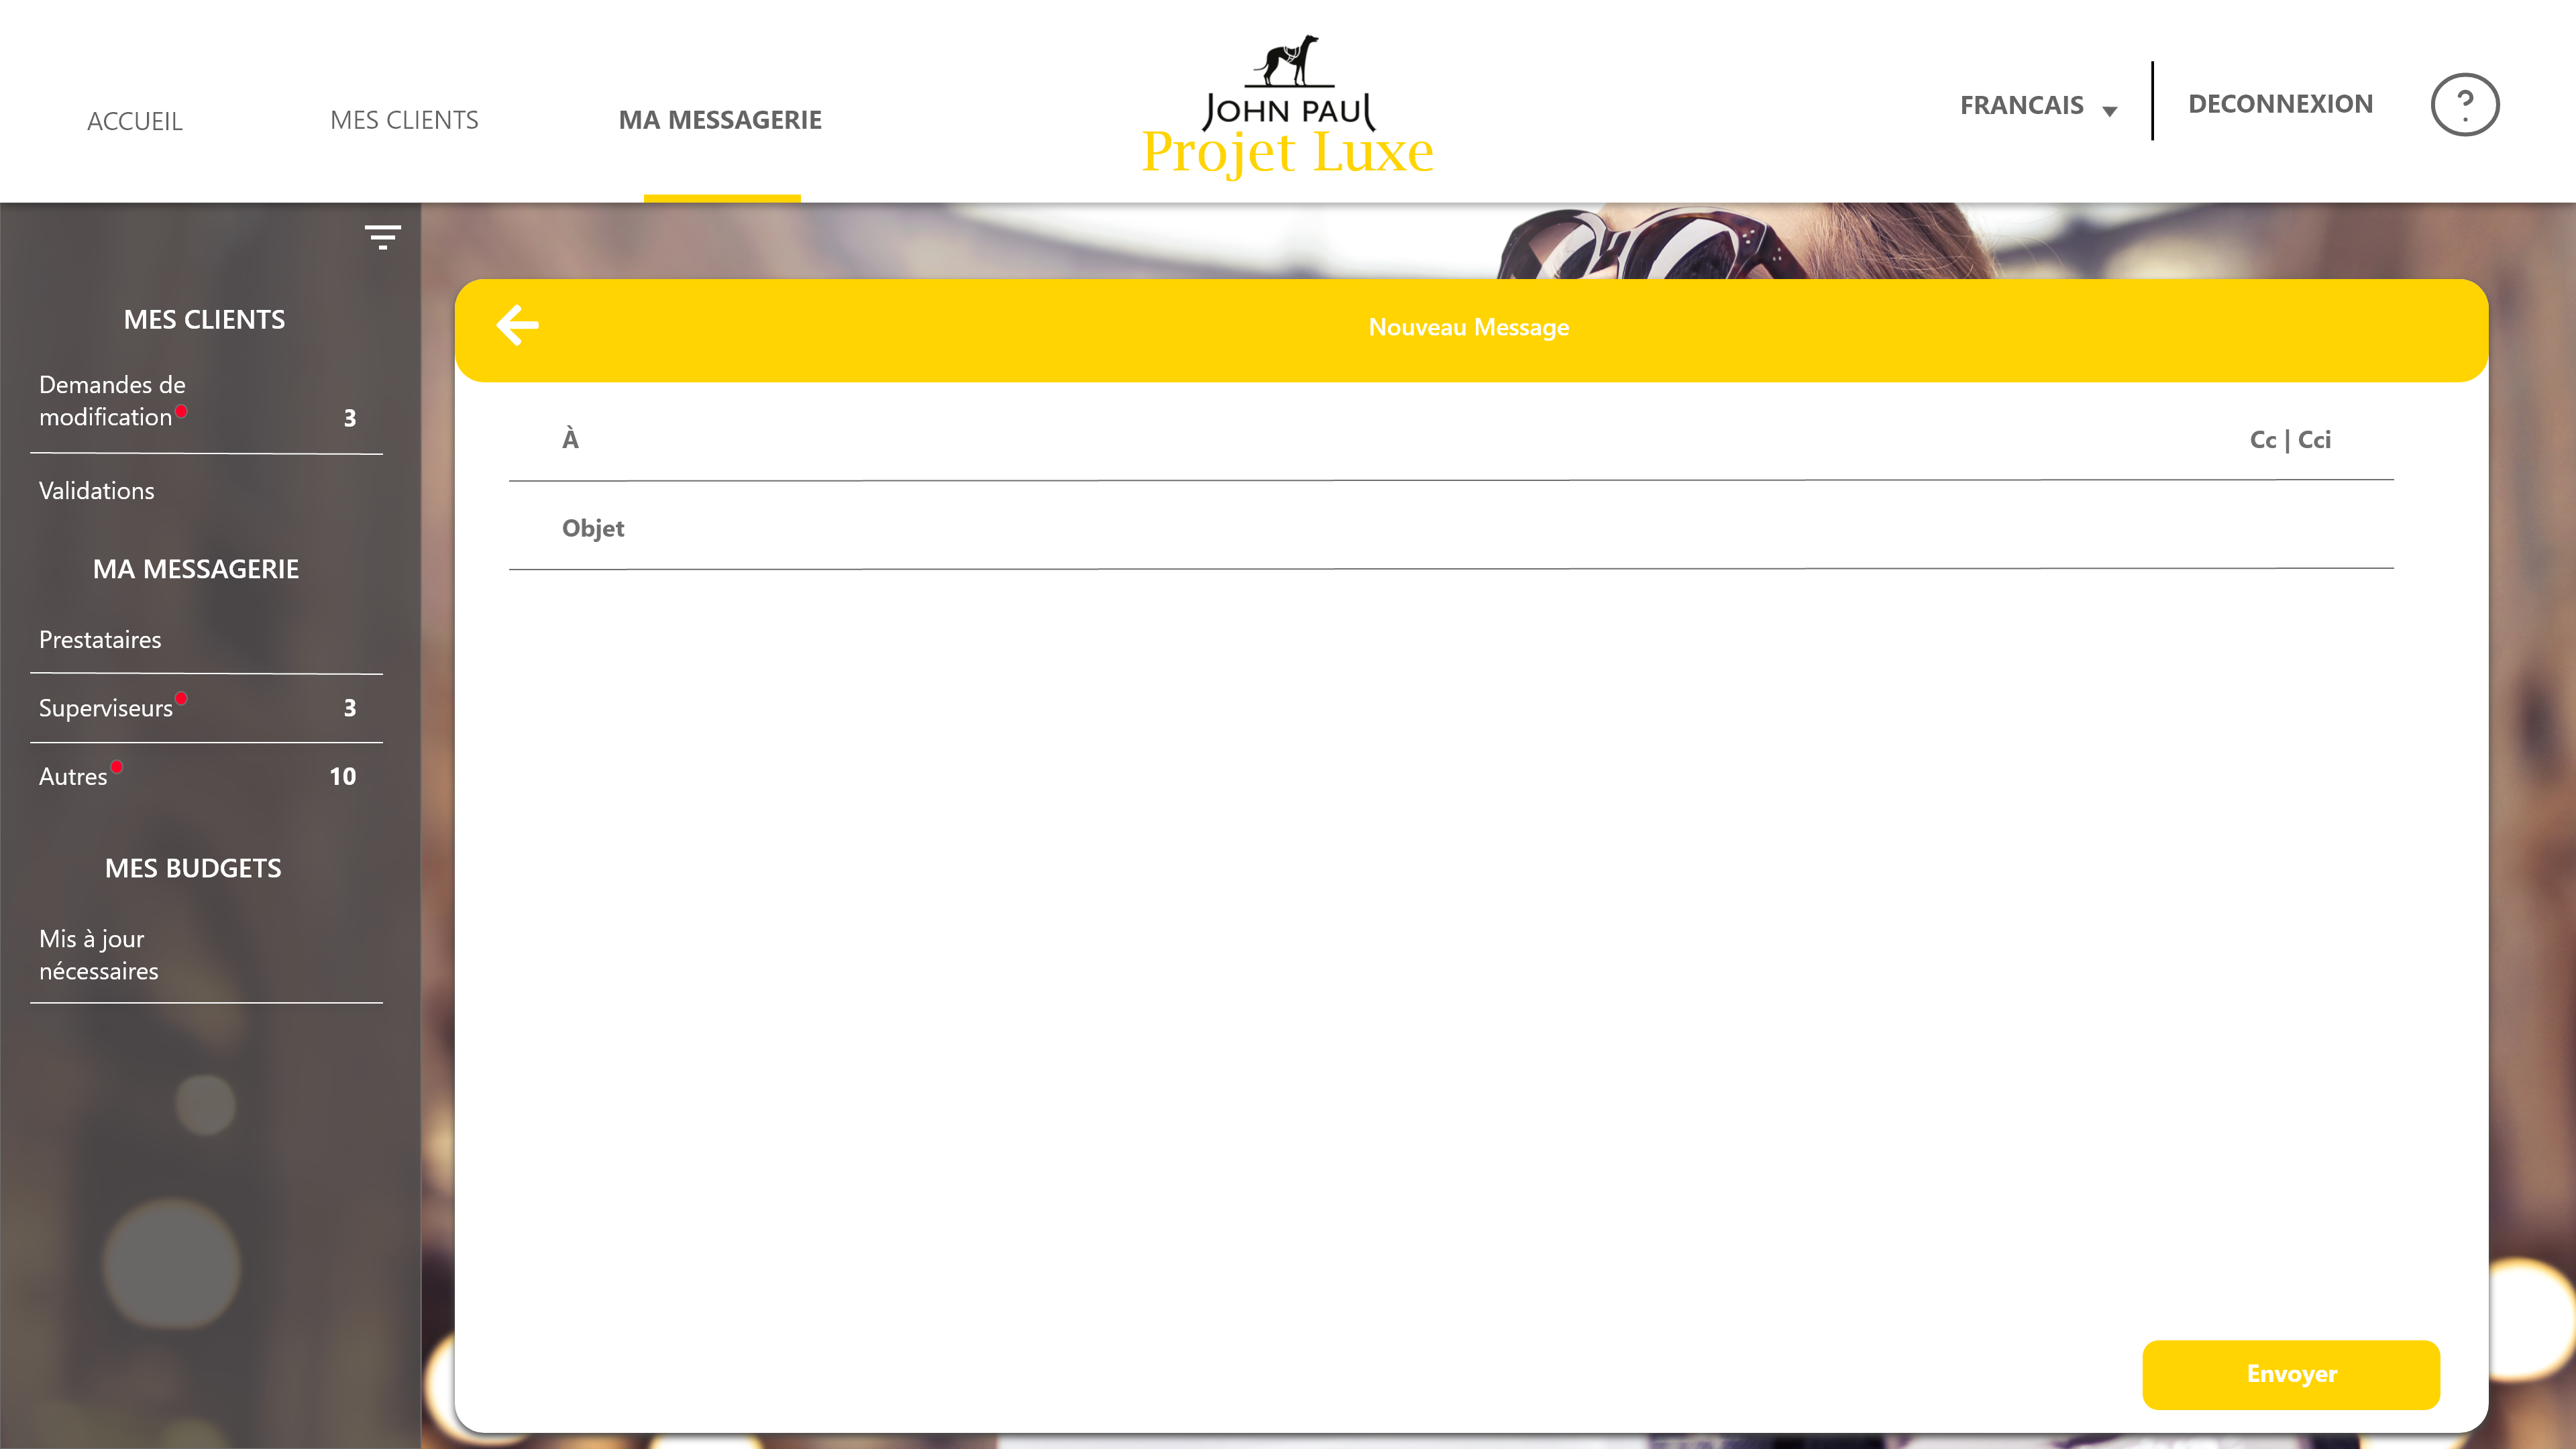 ACCUEIL
MES CLIENTS
MA MESSAGERIE
JOHN PAUL
Projet Luxe
FRANCAIS
DECONNEXION
?
MES CLIENTS
Demandes de
modification
3
Validations
MA MESSAGERIE
Prestataires
Superviseurs
3
Autres
10
MES BUDGETS
Mis à jour
nécessaires
Nouveau Message
À
Cc | Cci
Objet
Envoyer